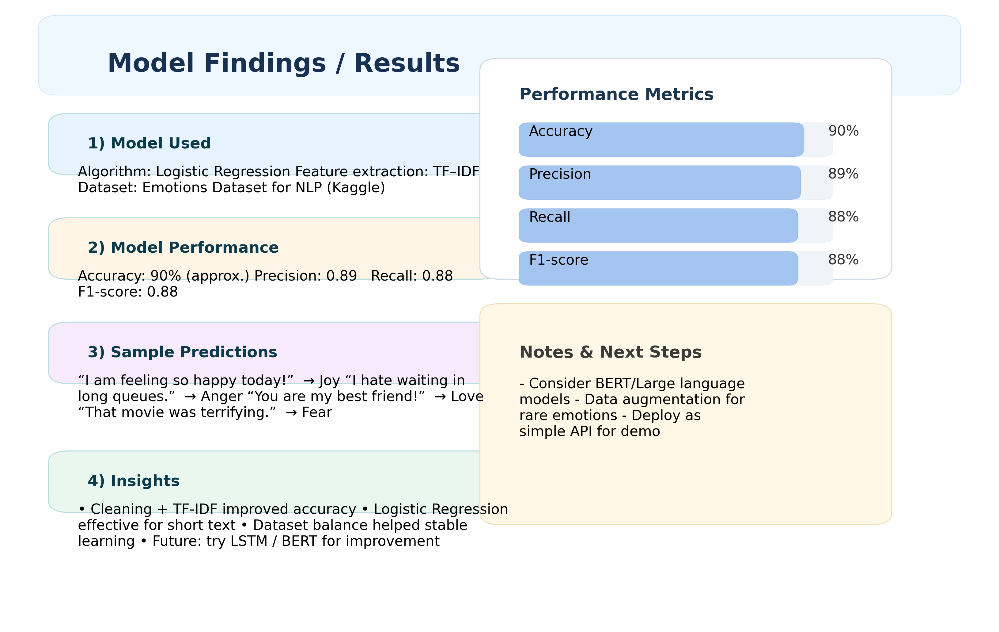 Model Findings / Results
1) Model Used
Algorithm: Logistic Regression Feature extraction: TF–IDF
Dataset: Emotions Dataset for NLP (Kaggle)
2) Model Performance
Accuracy: 90% (approx.) Precision: 0.89   Recall: 0.88
F1-score: 0.88
3) Sample Predictions
“I am feeling so happy today!”  → Joy “I hate waiting in
long queues.”  → Anger “You are my best friend!”  → Love
“That movie was terrifying.”  → Fear
4) Insights
• Cleaning + TF-IDF improved accuracy • Logistic Regression
effective for short text • Dataset balance helped stable
learning • Future: try LSTM / BERT for improvement
Performance Metrics
Accuracy 90%
Precision 89%
Recall 88%
F1-score 88%
Notes & Next Steps
- Consider BERT/Large language
models - Data augmentation for
rare emotions - Deploy as
simple API for demo